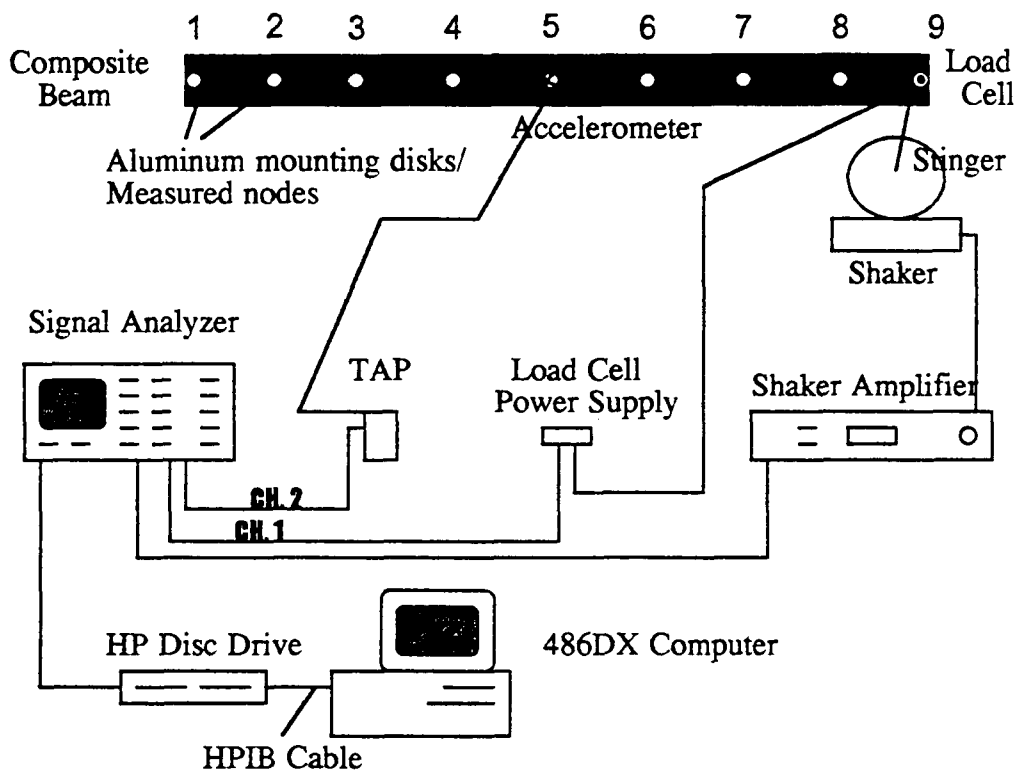 1 2 3 4 5 6 7 8 9
Composite
Beam
Load
Cell
Accelerometer
Aluminum mounting disks/
Measured nodes
Stinger
Shaker
Signal Analyzer
TAP
Load Cell
Power Supply
Shaker Amplifier
CH. 2
CH. 1
HP Disc Drive
486DX Computer
HPIB Cable